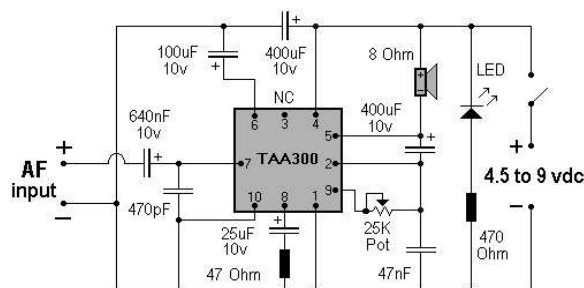 100uF
10v
400uF
10v
8 Ohm
LED
NC
640nF
10v
6
3
4
400uF
10v
5
+
AF
input
−
7
TAA300
2
+
4.5 to 9 vdc
−
9
10
8
1
470pF
25uF
10v
25K
Pot
470
Ohm
47 Ohm
47nF